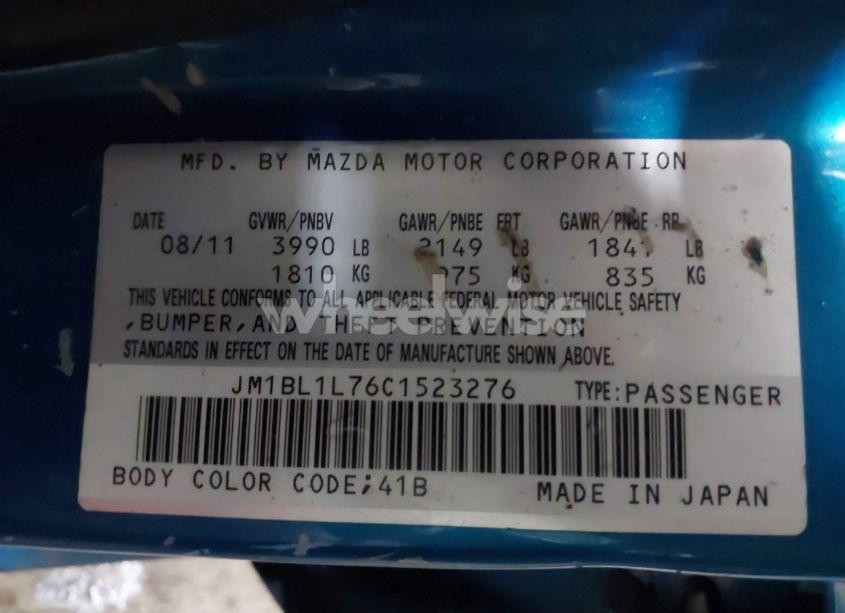 MFD. BY MAZDA MOTOR CORPORATION
DATE GVWR/PNBV GAWR/PNBE FRT GAWR/PNBE RR
08/11 3990 LB 2149 LB 1841 LB
1810 KG 975 KG 835 KG
THIS VEHICLE CONFORMS TO ALL APPLICABLE FEDERAL MOTOR VEHICLE SAFETY
,BUMPER,AND THEFT PREVENTION
STANDARDS IN EFFECT ON THE DATE OF MANUFACTURE SHOWN ABOVE.
JM1BL1L76C1523276 TYPE:PASSENGER
BODY COLOR CODE;41B MADE IN JAPAN
wheelwise